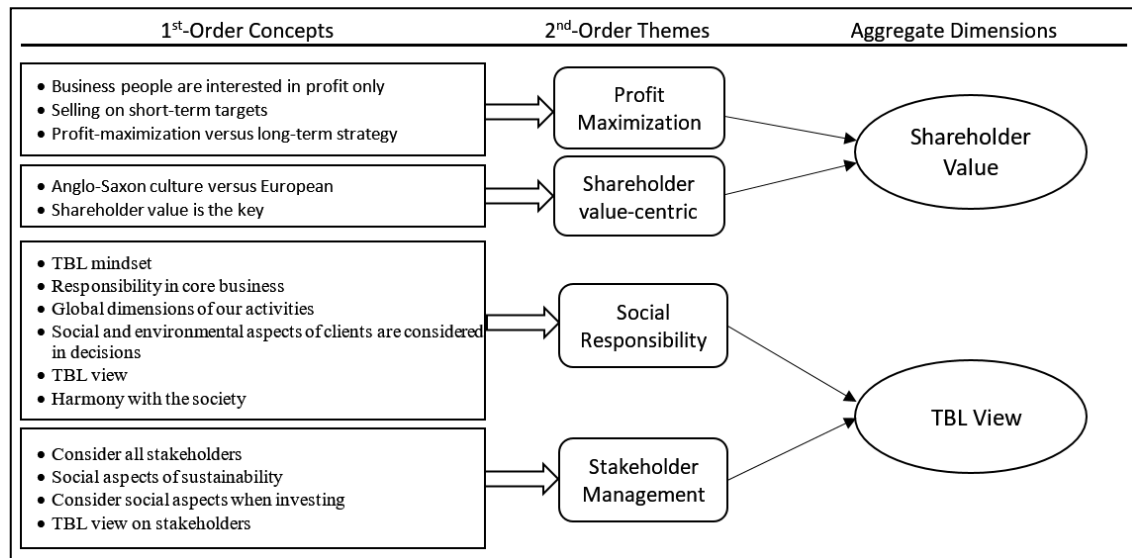 1st-Order Concepts
2nd-Order Themes
Aggregate Dimensions
• Business people are interested in profit only
• Selling on short-term targets
• Profit-maximization versus long-term strategy
Profit
Maximization
Shareholder
Value
• Anglo-Saxon culture versus European
• Shareholder value is the key
Shareholder
value-centric
• TBL mindset
• Responsibility in core business
• Global dimensions of our activities
• Social and environmental aspects of clients are considered
in decisions
• TBL view
• Harmony with the society
Social
Responsibility
TBL View
• Consider all stakeholders
• Social aspects of sustainability
• Consider social aspects when investing
• TBL view on stakeholders
Stakeholder
Management